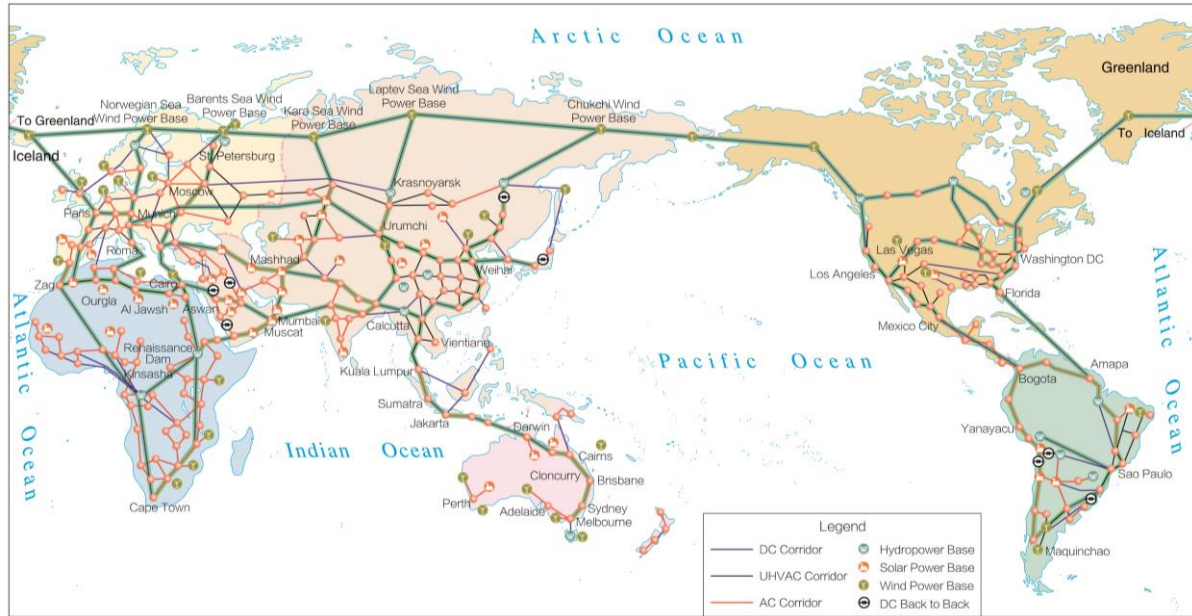 Arctic Ocean
Greenland
Laptev Sea Wind
Power Base
Barents Sea Wind
Power Base
Norwegian Sea
Wind Power Base
Kara Sea Wind
Power Base
Chukchi Wind
Power Base
To Greenland
To Iceland
Iceland
St. Petersburg
Moscow
Krasnoyarsk
Paris
Munich
Urumchi
Roma
Mashhad
Weihai
Las Vegas
Washington DC
Los Angeles
Zag
Ourgla
Al Jawsh
Cairo
Aswan
Mumbai
Muscat
Calcutta
Florida
Mexico City
Vientiane
Atlantic Ocean
Pacific Ocean
Atlantic Ocean
Renaissance
Dam
Kinsasha
Kuala Lumpur
Amapa
Bogota
Sumatra
Jakarta
Yanayacu
Indian Ocean
Darwin
Cairns
Cloncurry
Brisbane
Sao Paulo
Perth
Adelaide
Sydney
Melbourne
Cape Town
Maquinchao
Legend
DC Corridor
Hydropower Base
Solar Power Base
UHVAC Corridor
Wind Power Base
AC Corridor
DC Back to Back